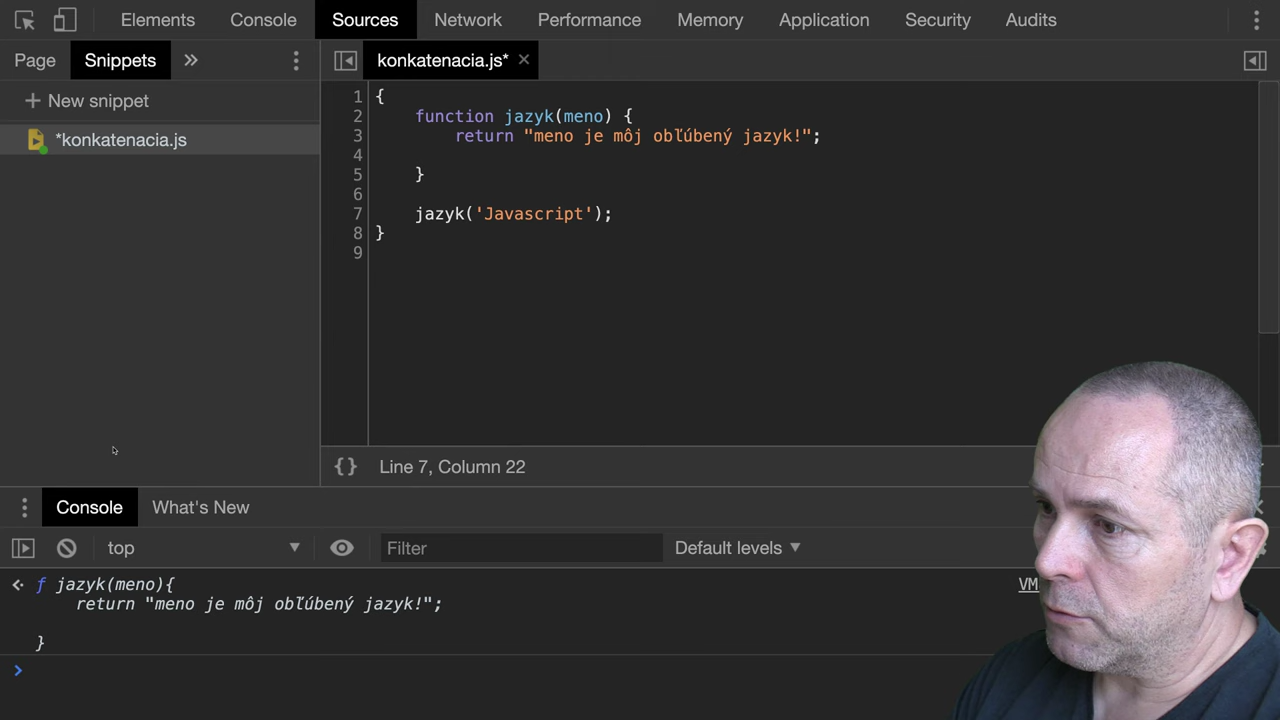 Elements Console Sources Network Performance Memory Application Security Audits
Page Snippets » konkatenacia.js* ×
+ New snippet
*konkatenacia.js
1 {
2 function jazyk(meno) {
3 return "meno je môj obľúbený jazyk!";
4
5 }
6
7 jazyk('Javascript');
8 }
9
{} Line 7, Column 22
Console What's New
top Filter Default levels
f jazyk(meno){ VM
return "meno je môj obľúbený jazyk!";
}
>